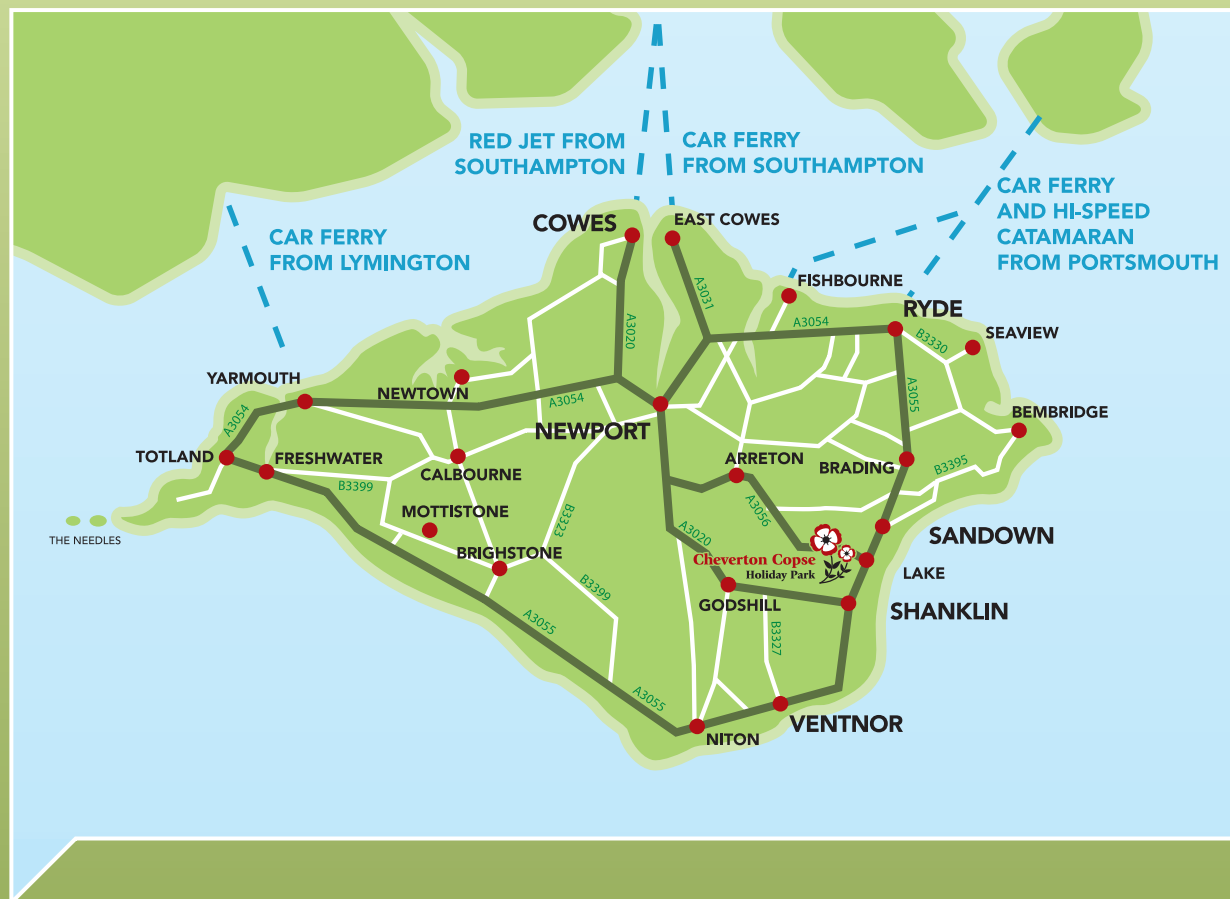 RED JET FROM
SOUTHAMPTON
CAR FERRY
FROM SOUTHAMPTON
CAR FERRY
AND HI-SPEED
CATAMARAN
FROM PORTSMOUTH
CAR FERRY
FROM LYMINGTON
COWES
EAST COWES
FISHBOURNE
RYDE
SEAVIEW
A3031
A3020
A3054
B3330
YARMOUTH
NEWTOWN
A3054
A3055
BEMBRIDGE
A3054
NEWPORT
TOTLAND
FRESHWATER
CALBOURNE
ARRETON
BRADING
B3395
B3399
MOTTISTONE
B3323
A3056
THE NEEDLES
BRIGHSTONE
A3020
SANDOWN
Cheverton Copse
Holiday Park
LAKE
B3399
GODSHILL
SHANKLIN
A3055
B3327
A3055
NITON
VENTNOR